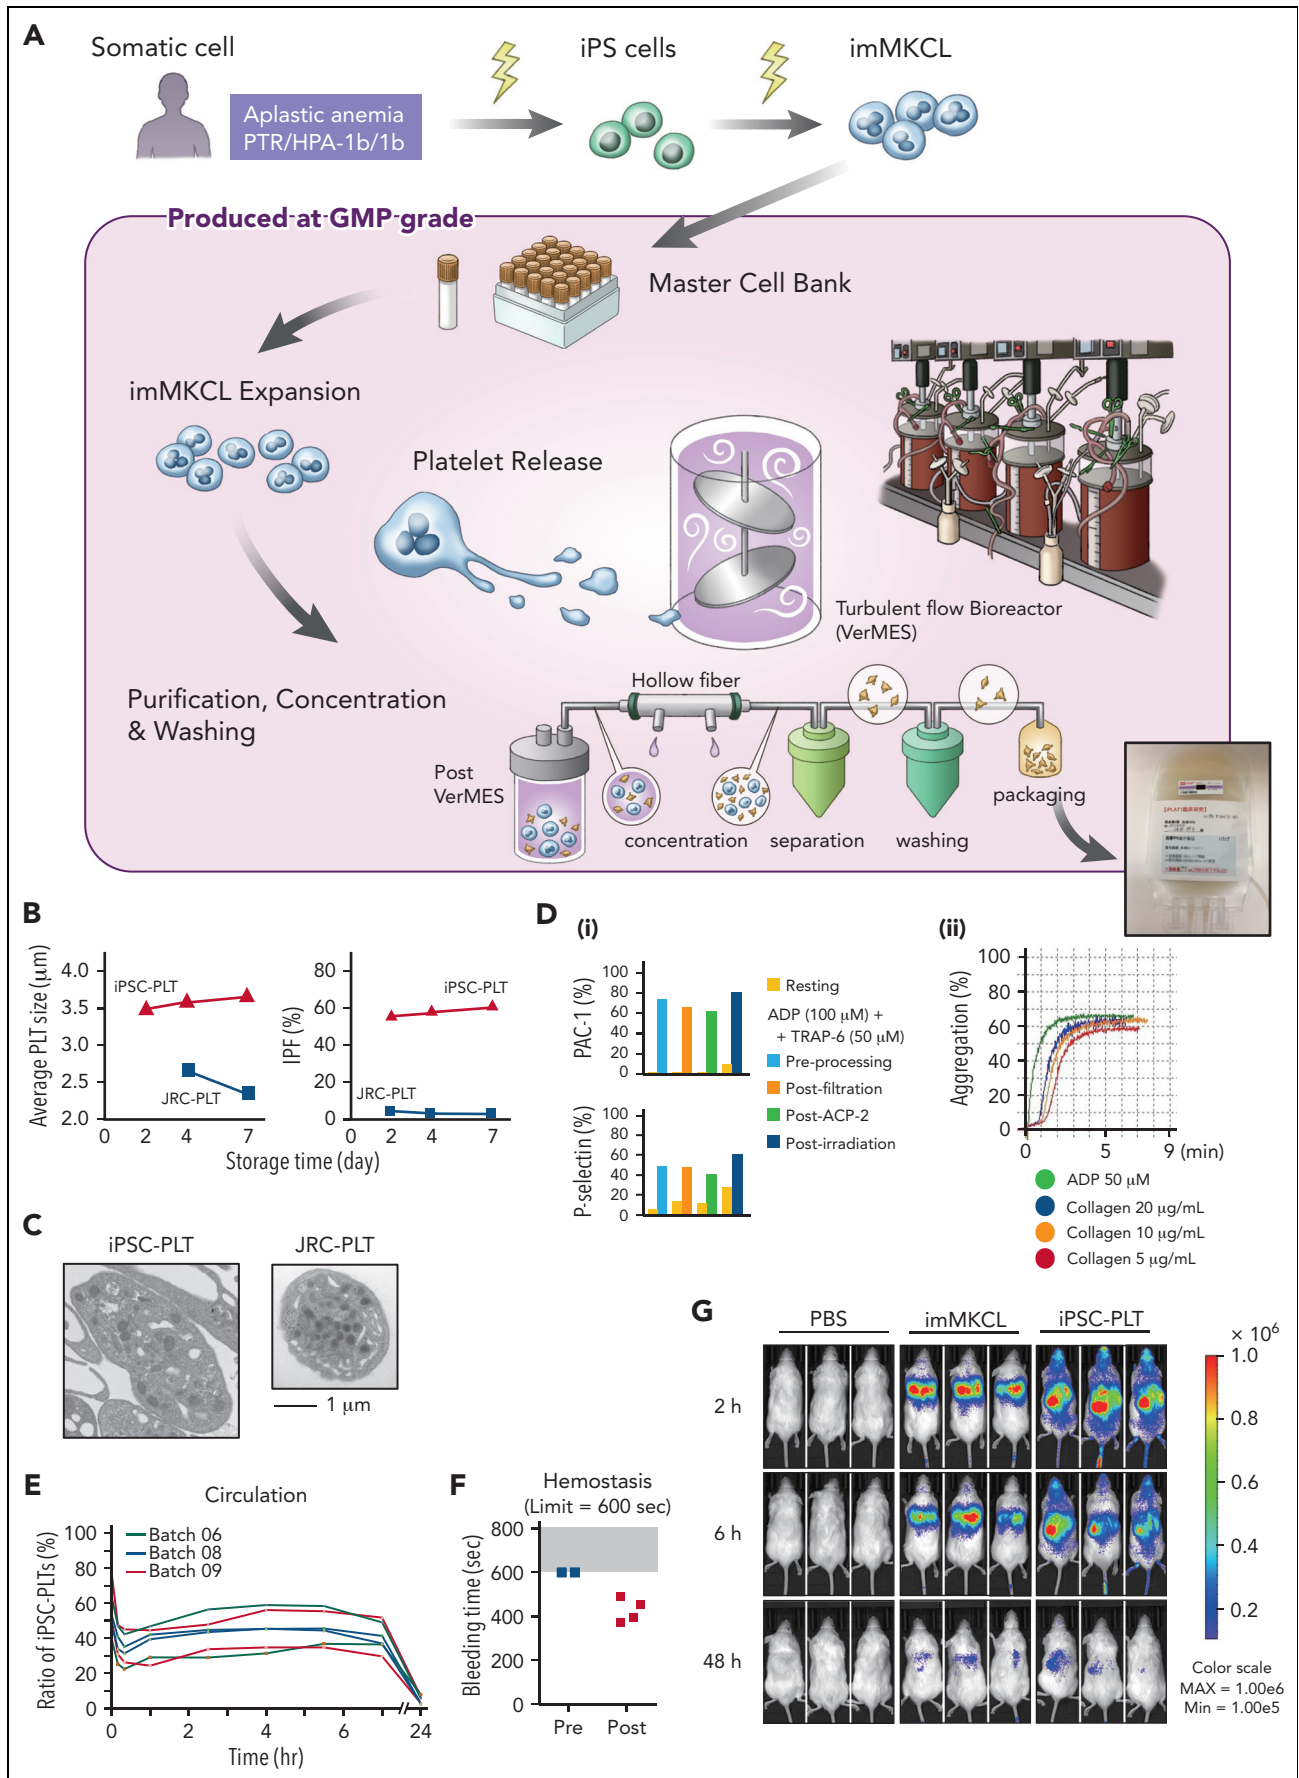 A
Somatic cell
iPS cells
imMKCL
Aplastic anemia
PTR/HPA-1b/1b
Produced at GMP grade
Master Cell Bank
imMKCL Expansion
Platelet Release
Turbulent flow Bioreactor
(VerMES)
Purification, Concentration
& Washing
Hollow fiber
Post
VerMES
concentration
separation
washing
packaging
B
Average PLT size (μm)
4.0
3.5
3.0
2.5
2.0
iPSC-PLT
JRC-PLT
0 2 4 7
IPF (%)
80
60
40
20
0
iPSC-PLT
JRC-PLT
0 2 4 7
Storage time (day)
C
iPSC-PLT
JRC-PLT
1 μm
D
(i)
PAC-1 (%)
100
80
60
40
20
0
P-selectin (%)
100
80
60
40
20
0
Resting
ADP (100 μM) +
+ TRAP-6 (50 μM)
Pre-processing
Post-filtration
Post-ACP-2
Post-irradiation
(ii)
Aggregation (%)
100
80
60
40
20
0
0 5 9 (min)
ADP 50 μM
Collagen 20 μg/mL
Collagen 10 μg/mL
Collagen 5 μg/mL
E
Circulation
Ratio of iPSC-PLTs (%)
100
80
60
40
20
0
Batch 06
Batch 08
Batch 09
0 2 4 6 24
Time (hr)
F
Hemostasis
(Limit = 600 sec)
Bleeding time (sec)
800
600
400
200
0
Pre Post
G
PBS
imMKCL
iPSC-PLT
2 h
6 h
48 h
× 10⁶
1.0
0.8
0.6
0.4
0.2
Color scale
MAX = 1.00e6
Min = 1.00e5